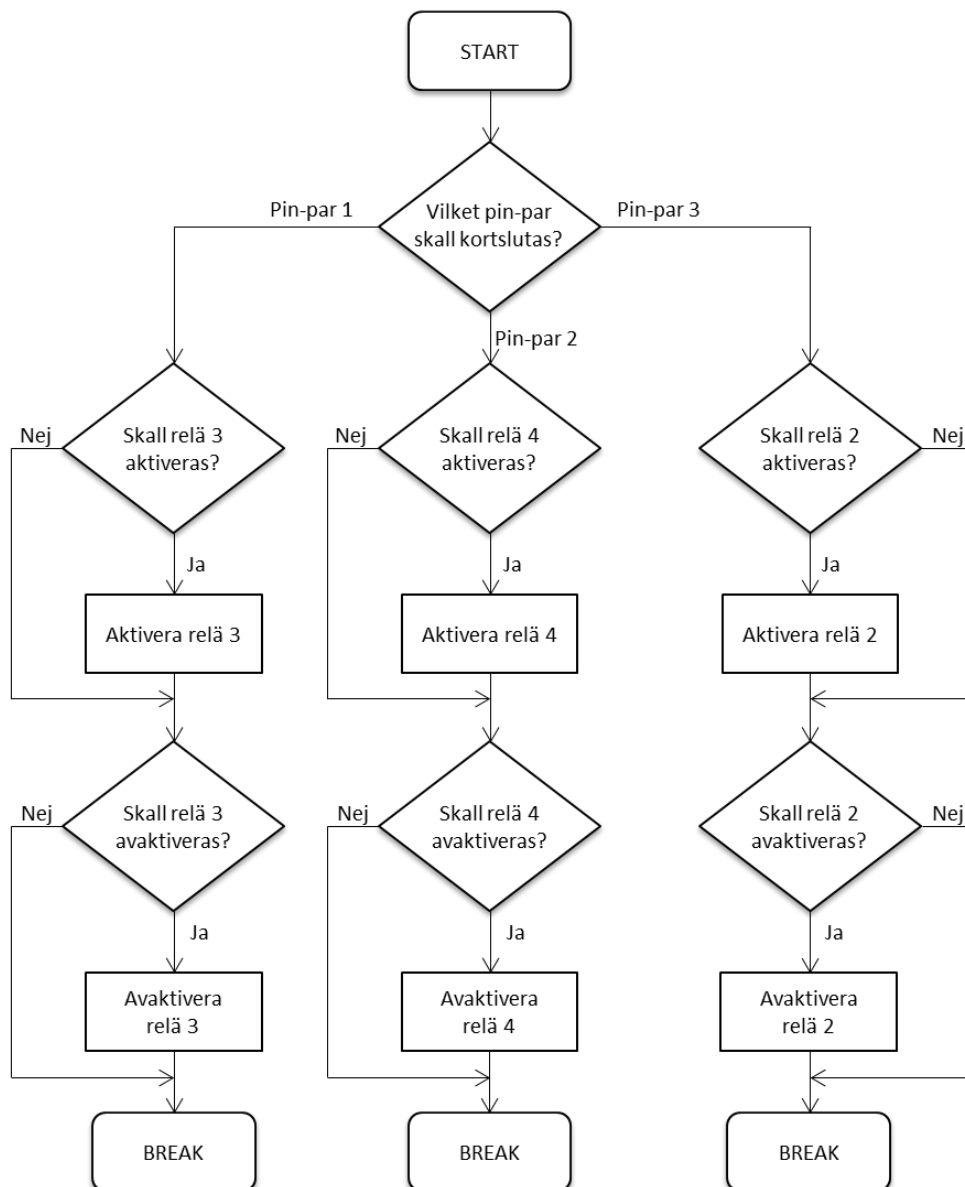 START
Vilket pin-par
skall kortslutas?
Pin-par 1
Pin-par 3
Pin-par 2
Nej
Skall relä 3
aktiveras?
Nej
Skall relä 4
aktiveras?
Skall relä 2
aktiveras?
Nej
Ja
Ja
Ja
Aktivera relä 3
Aktivera relä 4
Aktivera relä 2
Nej
Skall relä 3
avaktiveras?
Nej
Skall relä 4
avaktiveras?
Skall relä 2
avaktiveras?
Nej
Ja
Ja
Ja
Avaktivera
relä 3
Avaktivera
relä 4
Avaktivera
relä 2
BREAK
BREAK
BREAK